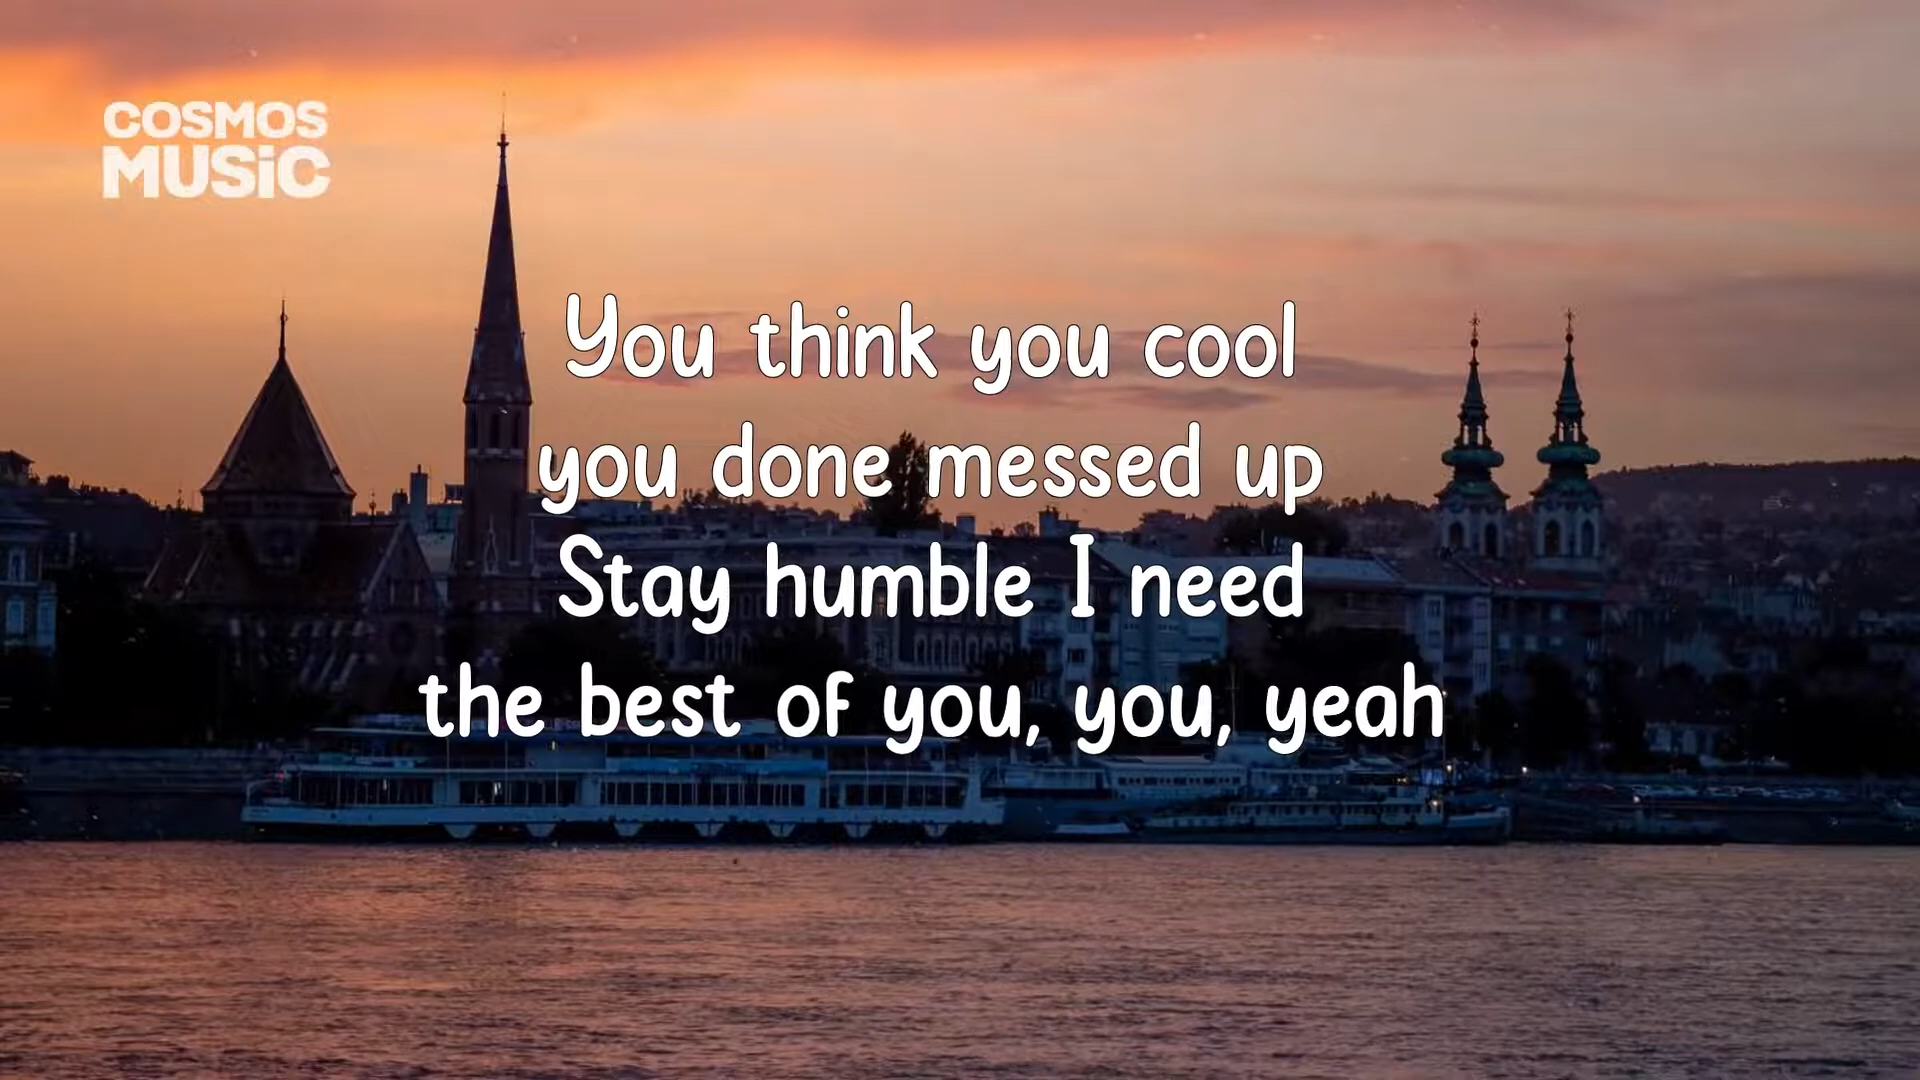 COSMOS
MUSiC
You think you cool
you done messed up
Stay humble I need
the best of you, you, yeah